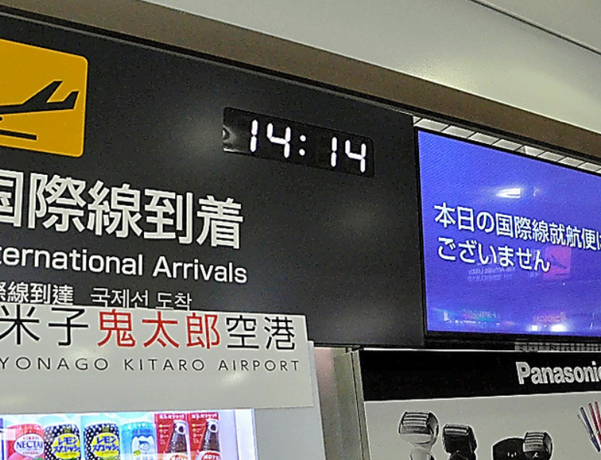 14:14
国際線到着
ternational Arrivals
際線到達 국제선 도착
米子鬼太郎空港
YONAGO KITARO AIRPORT
本日の国際線就航便は
ございません
Panasonic
NECTAR